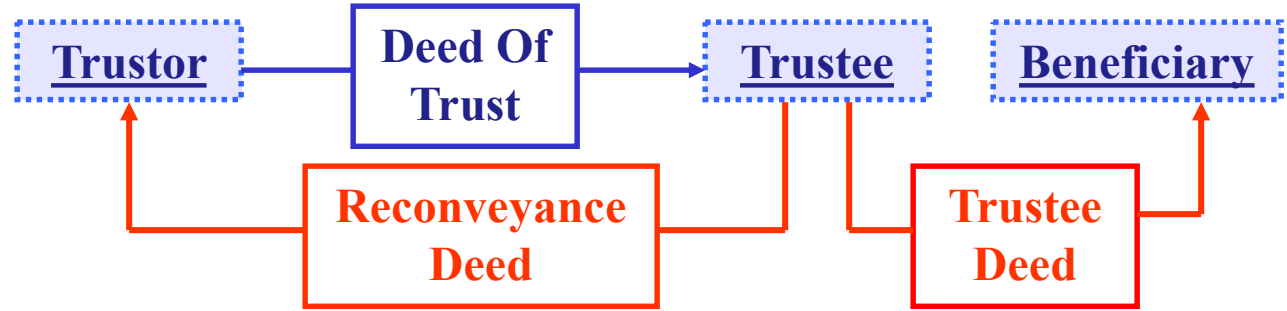 Trustor
Deed Of
Trust
Trustee
Beneficiary
Reconveyance
Deed
Trustee
Deed